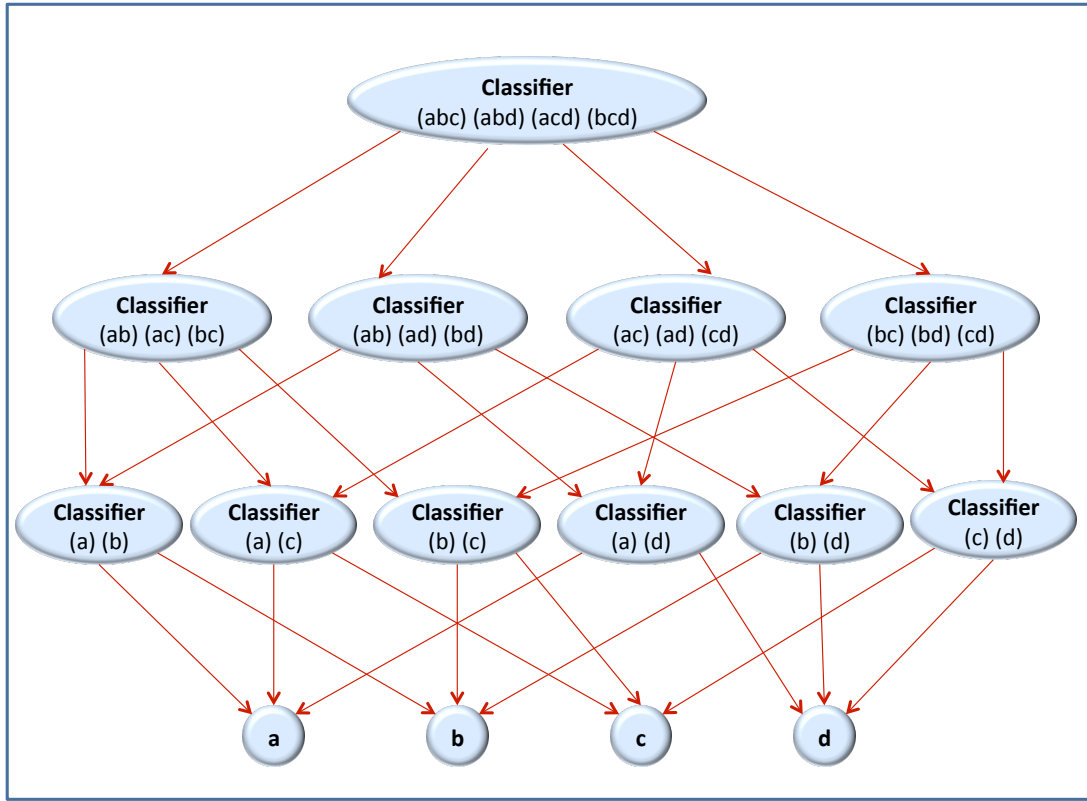 Classifier
(abc) (abd) (acd) (bcd)
Classifier
(ab) (ac) (bc)
Classifier
(ab) (ad) (bd)
Classifier
(ac) (ad) (cd)
Classifier
(bc) (bd) (cd)
Classifier
(a) (b)
Classifier
(a) (c)
Classifier
(b) (c)
Classifier
(a) (d)
Classifier
(b) (d)
Classifier
(c) (d)
a
b
c
d